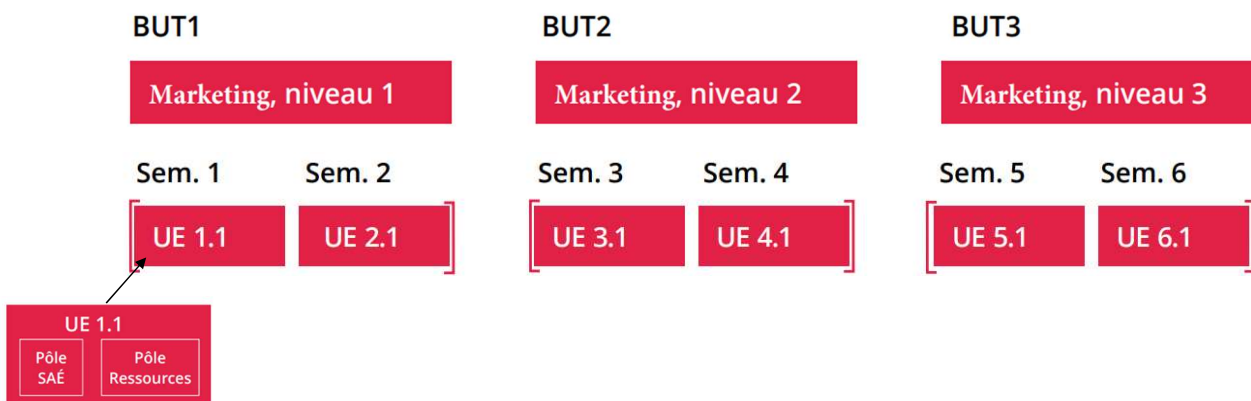 BUT1 BUT2 BUT3
Marketing, niveau 1 Marketing, niveau 2 Marketing, niveau 3
Sem. 1 Sem. 2 Sem. 3 Sem. 4 Sem. 5 Sem. 6
UE 1.1 UE 2.1 UE 3.1 UE 4.1 UE 5.1 UE 6.1
UE 1.1
Pôle Pôle
SAÉ Ressources